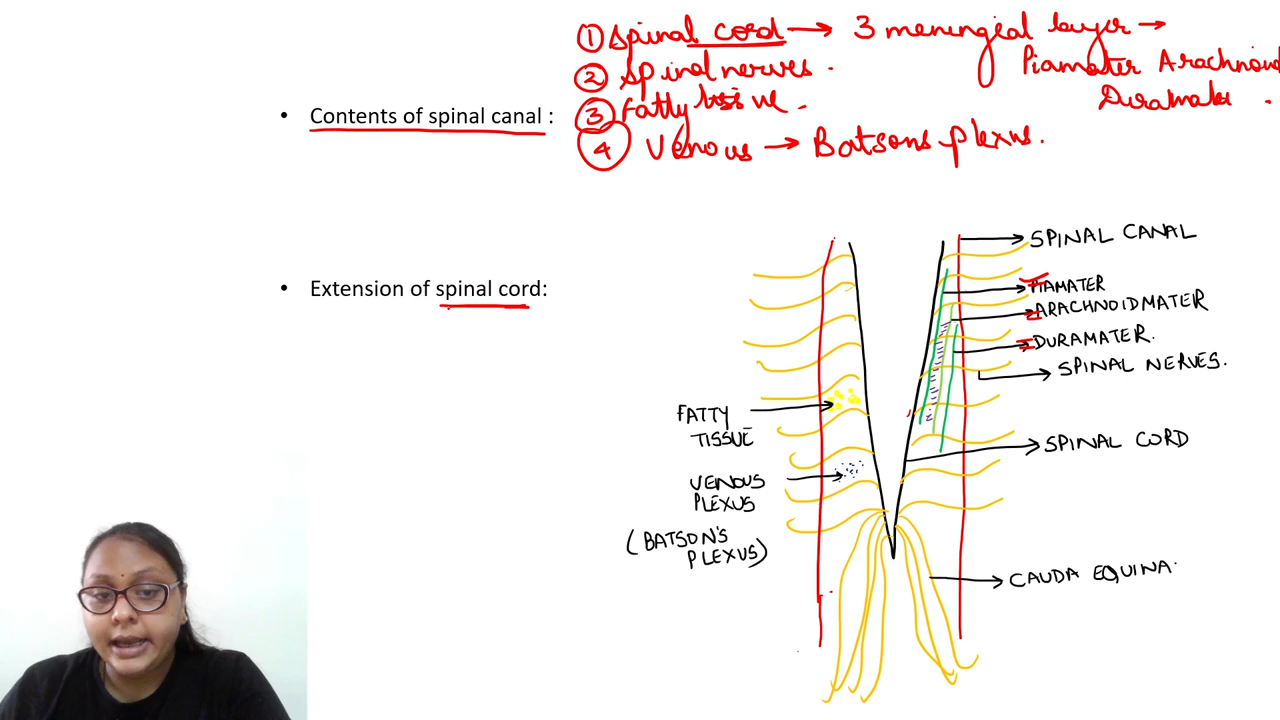 ① Spinal cord → 3 meningeal layer →
Piamater Arachnoid
Duramater.
② Spinal nerves.
③ Fatty tissue.
• Contents of spinal canal :
④ Venous → Batsons plexus.
• Extension of spinal cord:
SPINAL CANAL
PIAMATER
ARACHNOIDMATER
DURAMATER.
SPINAL NERVES.
FATTY
TISSUE
SPINAL CORD
VENOUS
PLEXUS
(BATSON'S
PLEXUS)
CAUDA EQUINA.